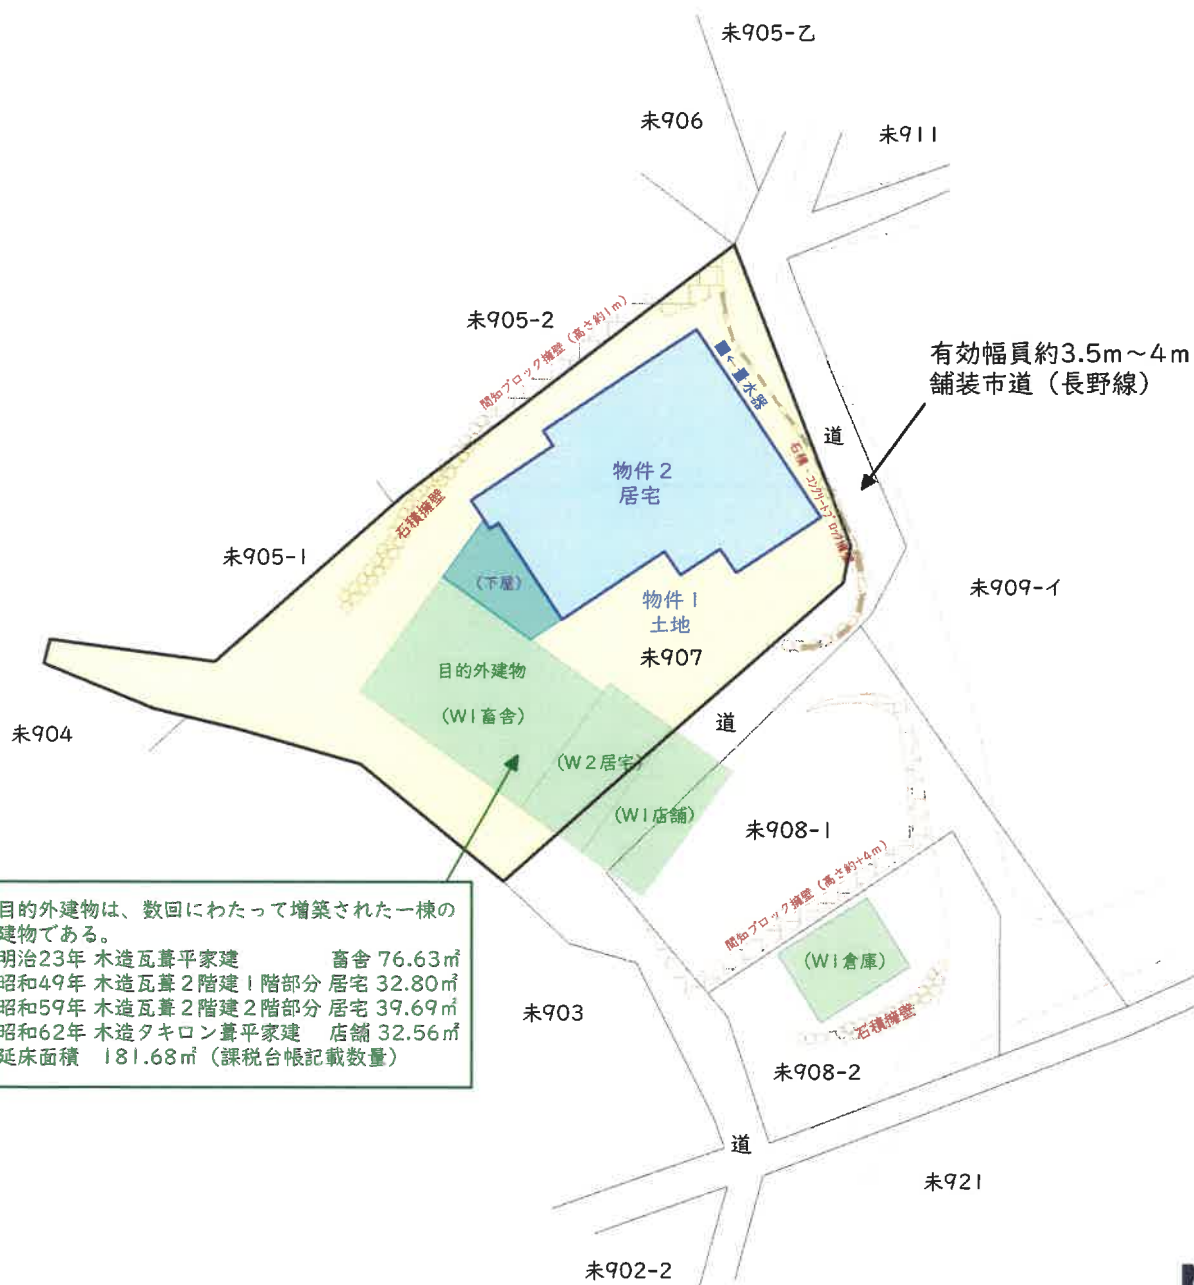 未905-乙
未906
未911
未905-2
間知ブロック擁壁（高さ約1m）
有効幅員約3.5m～4m
舗装市道（長野線）
■←量水器
道
物件2
居宅
石積・コンクリートブロック擁壁
石積擁壁
未905-1
（下屋）
物件1
土地
未907
未909-イ
目的外建物
（W1畜舎）
道
未904
（W2居宅）
（W1店舗）
未908-1
間知ブロック擁壁（高さ約+4m）
目的外建物は、数回にわたって増築された一棟の
建物である。
明治23年 木造瓦葺平家建 畜舎 76.63㎡
昭和49年 木造瓦葺2階建1階部分 居宅 32.80㎡
昭和59年 木造瓦葺2階建2階部分 居宅 39.69㎡
昭和62年 木造タキロン葺平家建 店舗 32.56㎡
延床面積 181.68㎡（課税台帳記載数量）
（W1倉庫）
未903
石積擁壁
未908-2
道
未921
未902-2